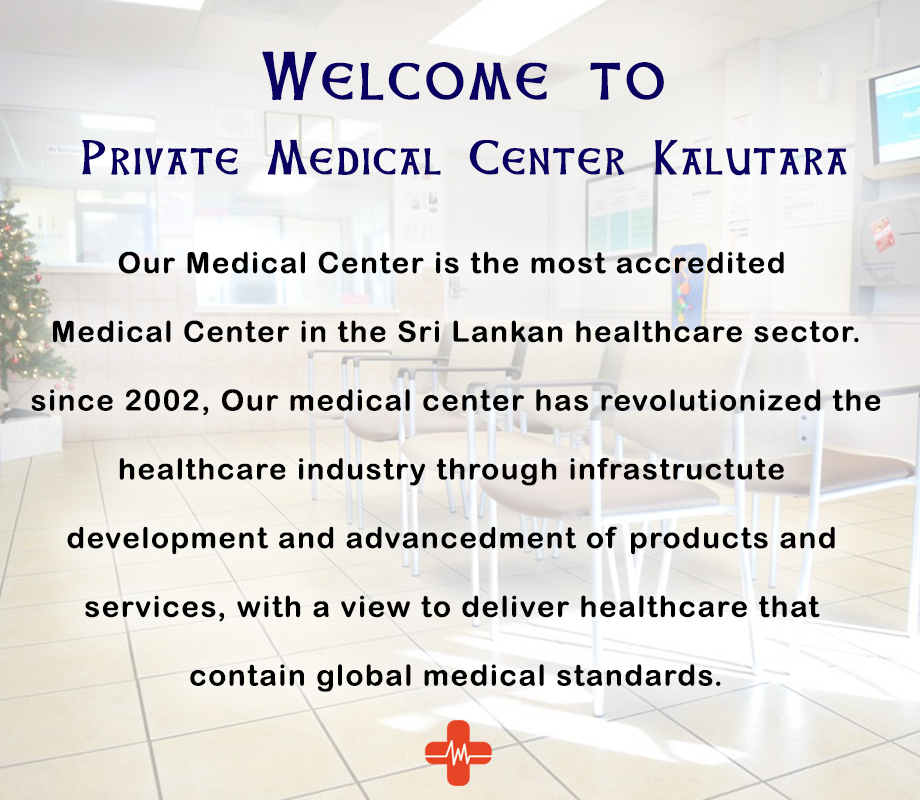 Welcome to
Private Medical Center Kalutara
Our Medical Center is the most accredited
Medical Center in the Sri Lankan healthcare sector.
since 2002, Our medical center has revolutionized the
healthcare industry through infrastructute
development and advancedment of products and
services, with a view to deliver healthcare that
contain global medical standards.